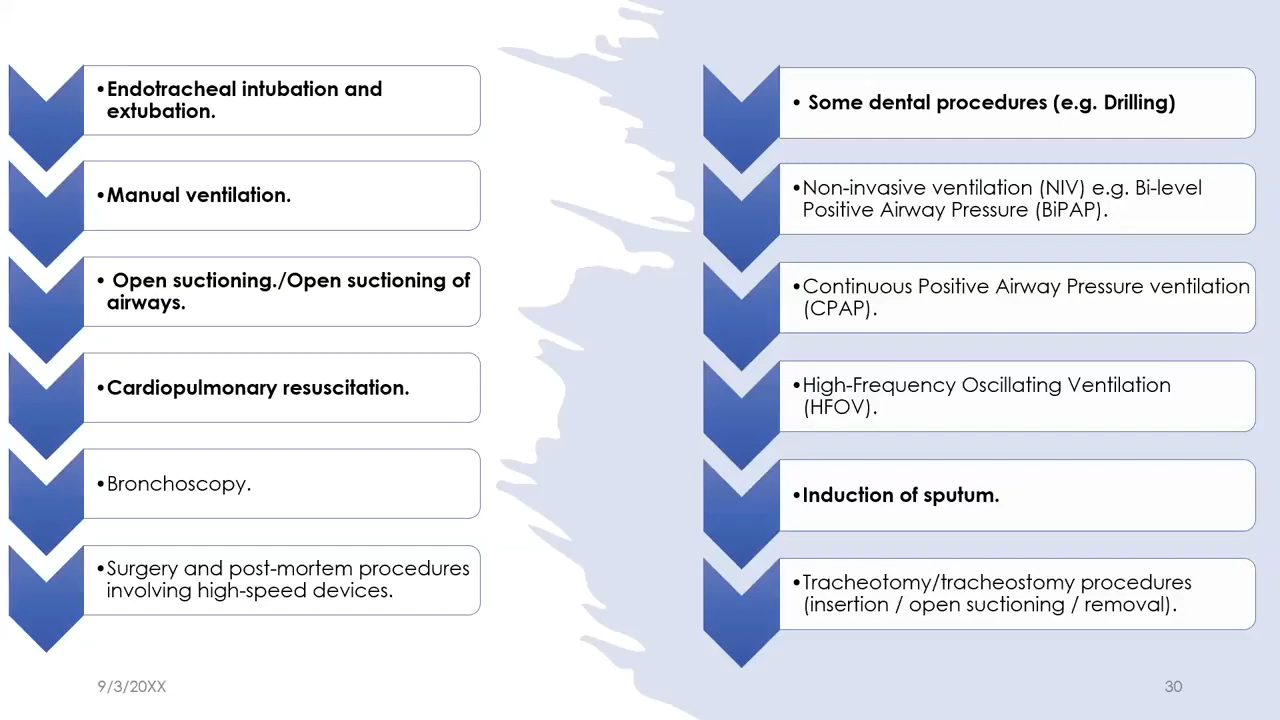 •Endotracheal intubation and
extubation.
•Manual ventilation.
• Open suctioning./Open suctioning of
airways.
•Cardiopulmonary resuscitation.
•Bronchoscopy.
•Surgery and post-mortem procedures
involving high-speed devices.
• Some dental procedures (e.g. Drilling)
•Non-invasive ventilation (NIV) e.g. Bi-level
Positive Airway Pressure (BiPAP).
•Continuous Positive Airway Pressure ventilation
(CPAP).
•High-Frequency Oscillating Ventilation
(HFOV).
•Induction of sputum.
•Tracheotomy/tracheostomy procedures
(insertion / open suctioning / removal).
9/3/20XX
30